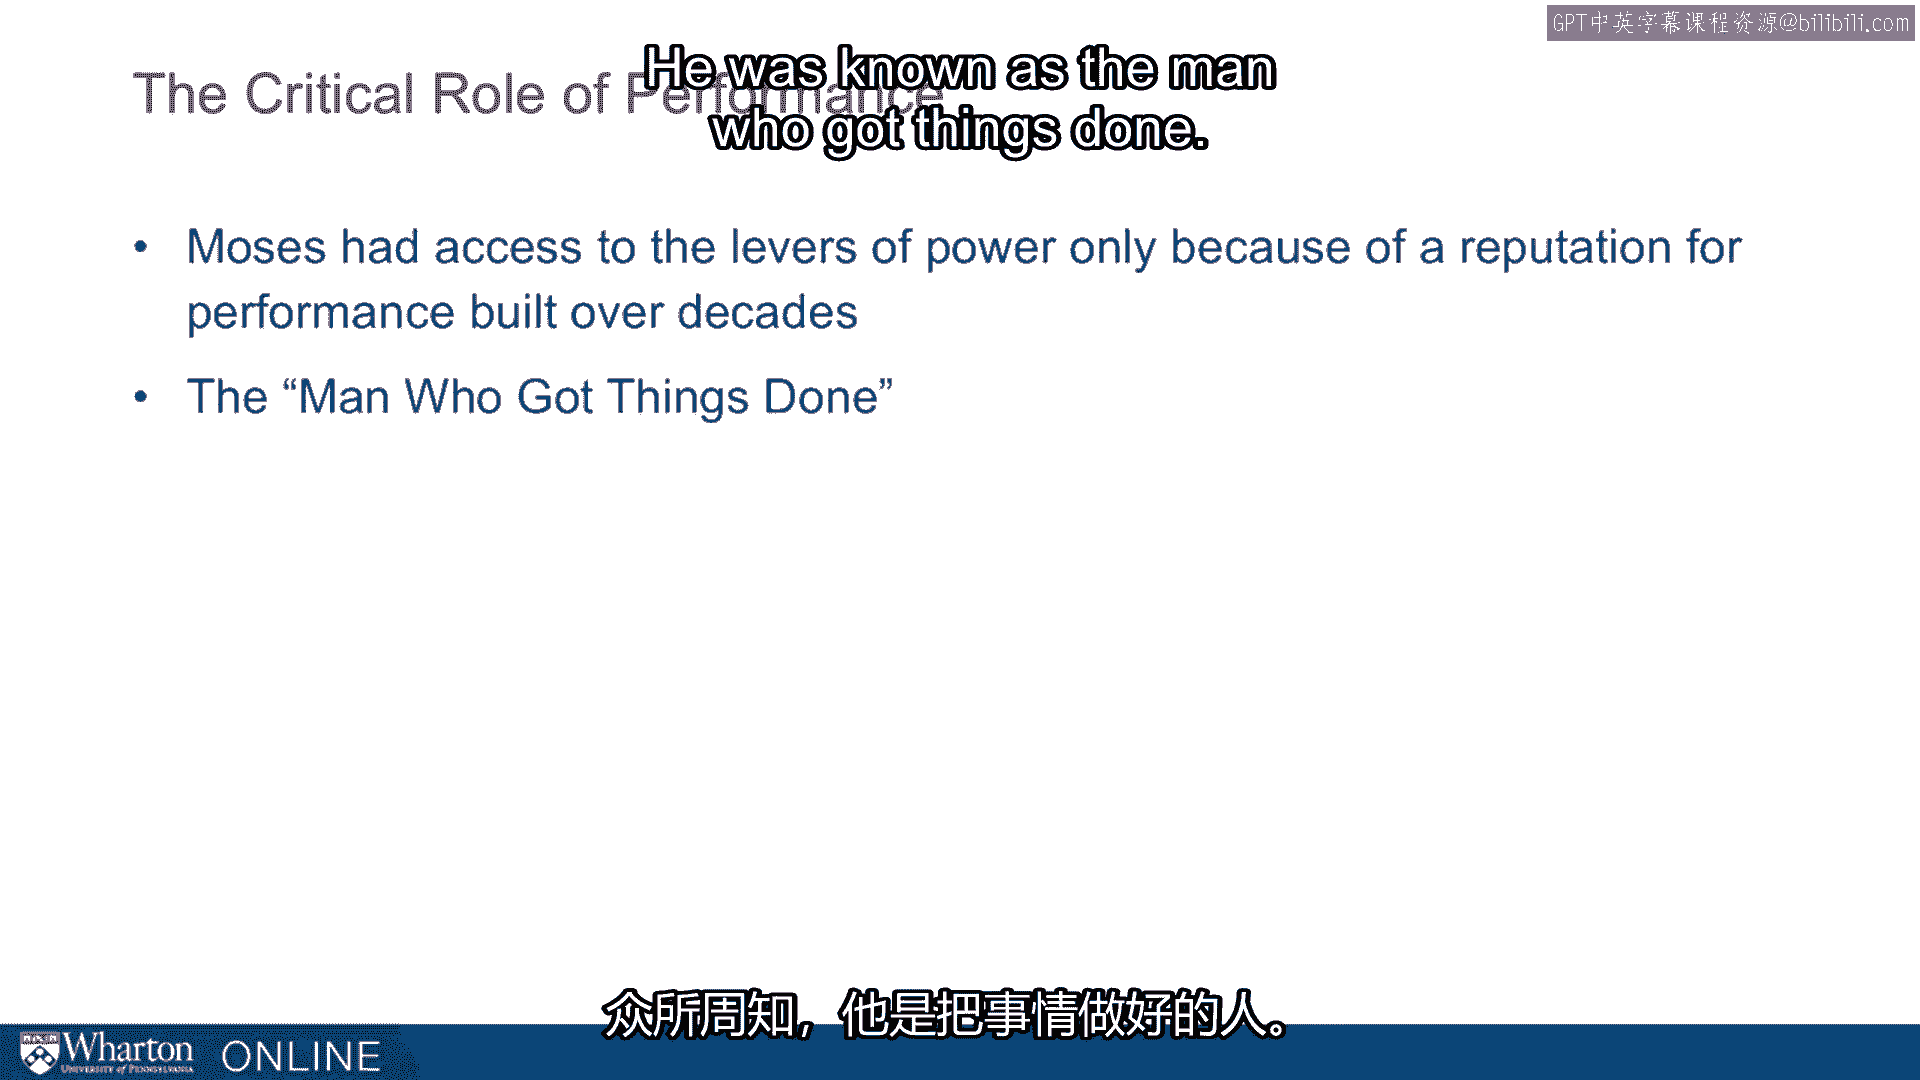 GPT中英字幕课程资源@bilibili.com
The Critical Role of Performance
He was known as the man
who got things done.
• Moses had access to the levers of power only because of a reputation for
performance built over decades
• The “Man Who Got Things Done”
众所周知，他是把事情做好的人。
Wharton
UNIVERSITY of PENNSYLVANIA
ONLINE